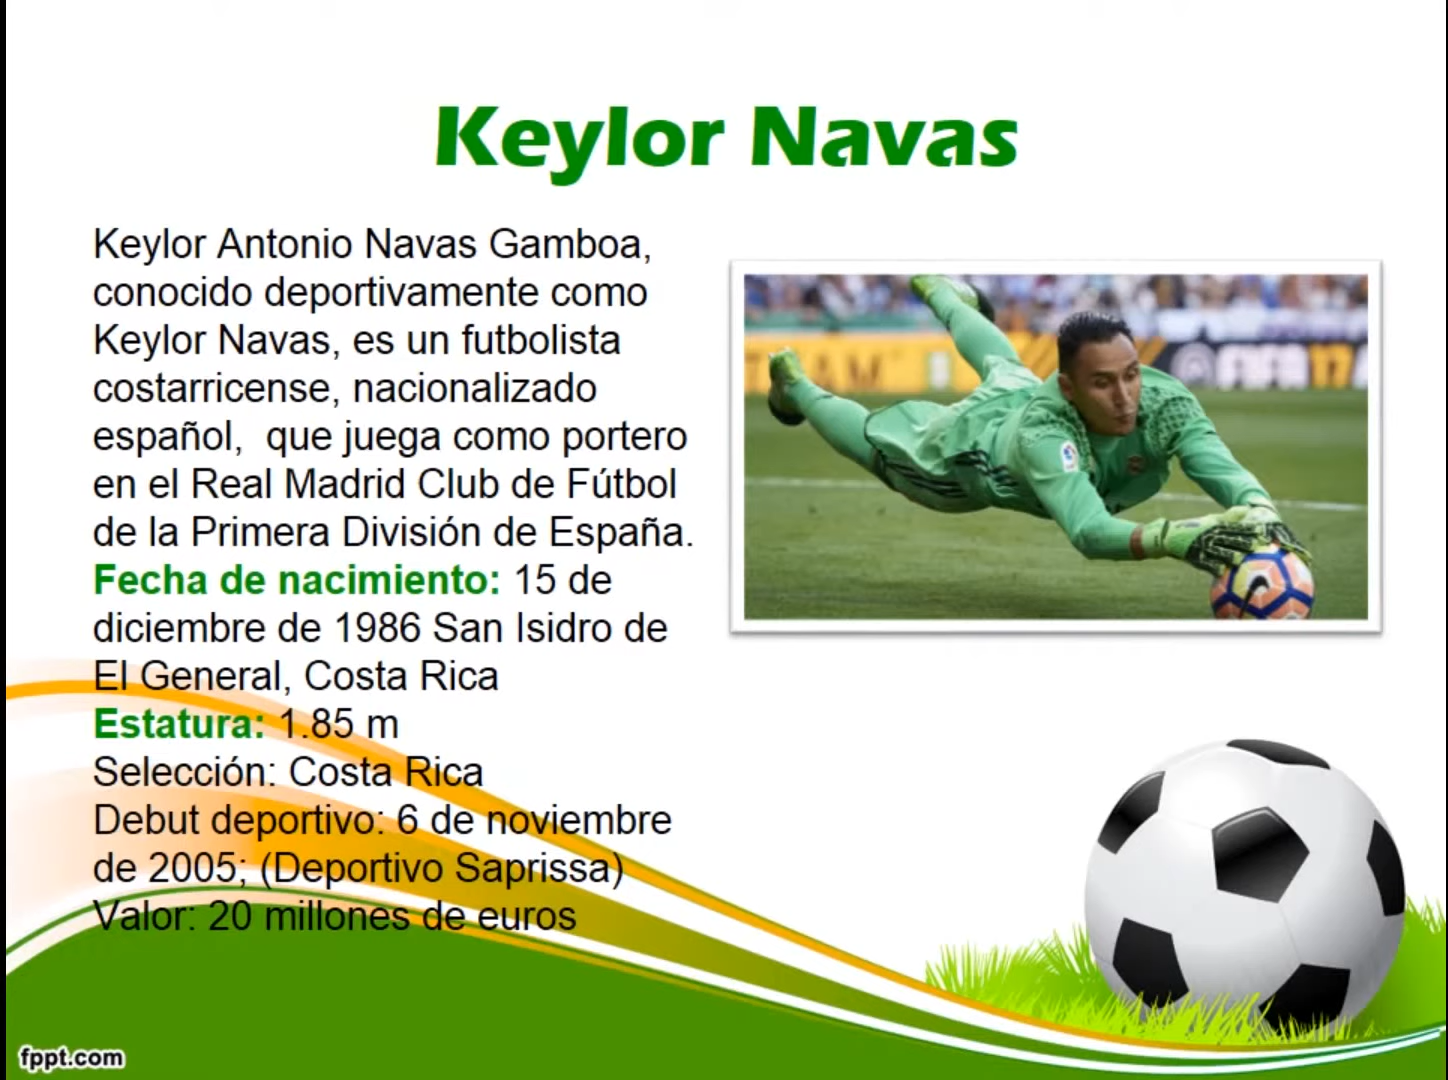 Keylor Navas
Keylor Antonio Navas Gamboa,
conocido deportivamente como
Keylor Navas, es un futbolista
costarricense, nacionalizado
español,  que juega como portero
en el Real Madrid Club de Fútbol
de la Primera División de España.
Fecha de nacimiento: 15 de
diciembre de 1986 San Isidro de
El General, Costa Rica
Estatura: 1.85 m
Selección: Costa Rica
Debut deportivo: 6 de noviembre
de 2005; (Deportivo Saprissa)
Valor: 20 millones de euros
FIFA 17
fppt.com